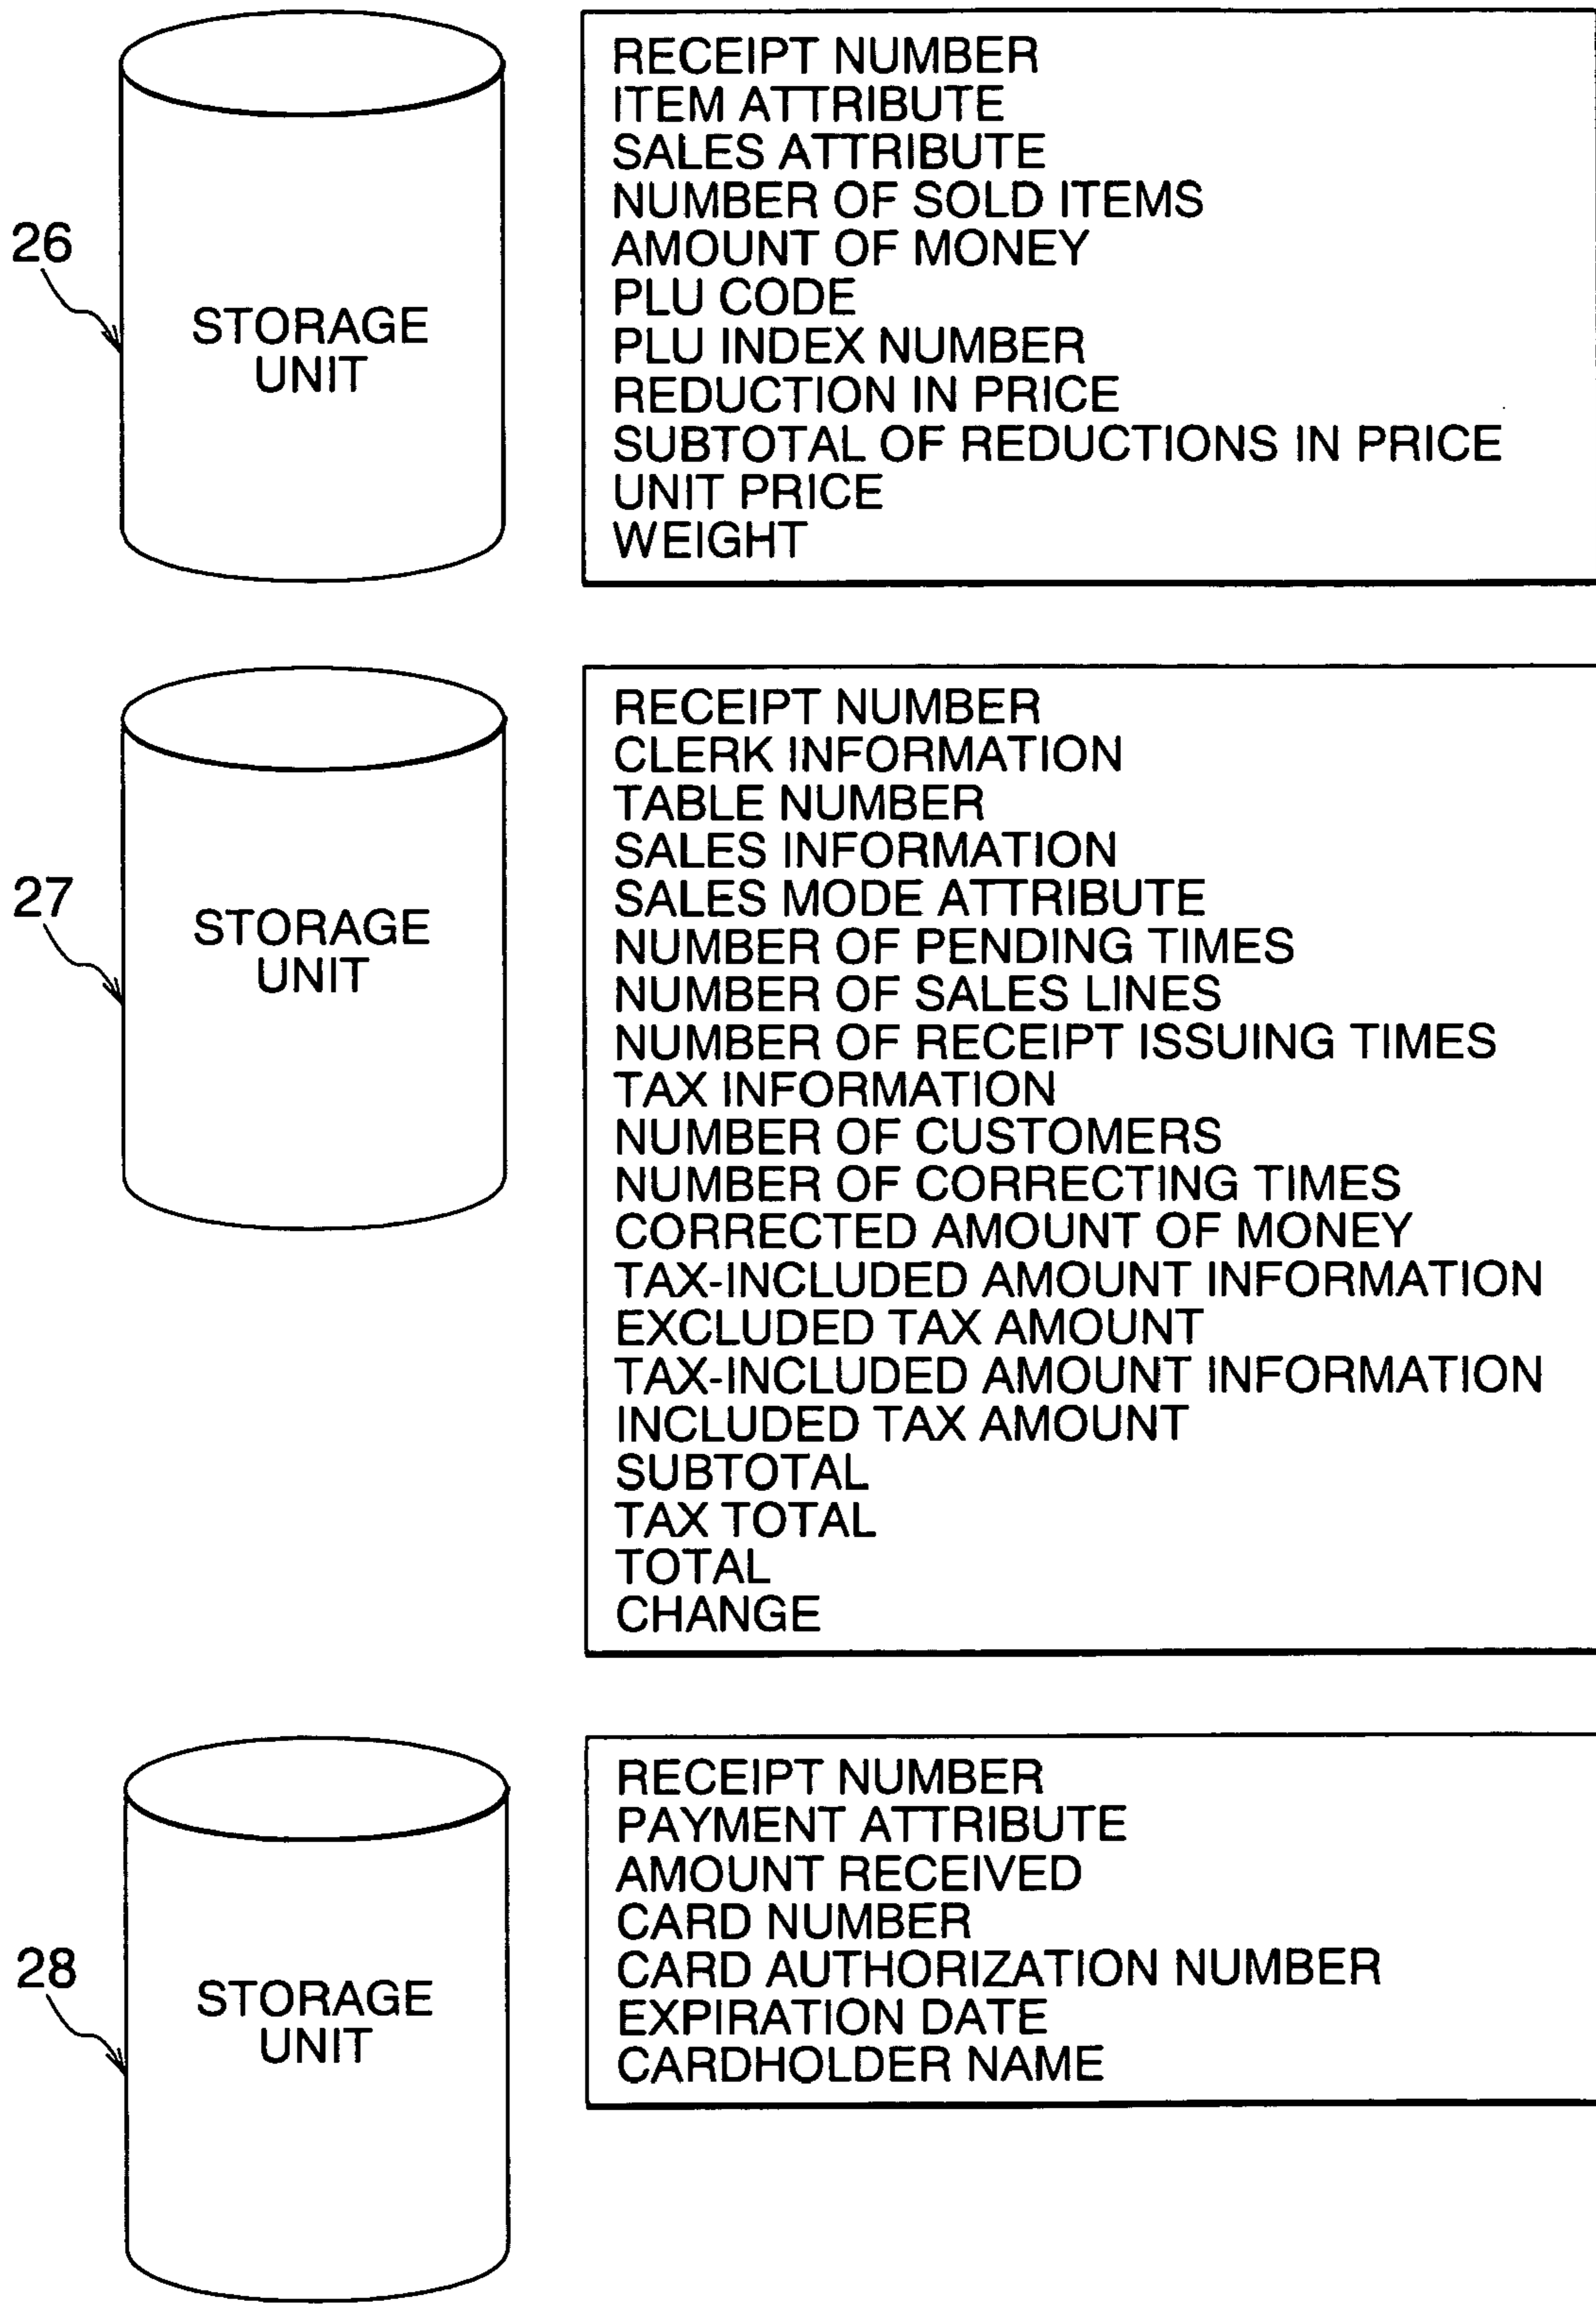 26
STORAGE
UNIT
RECEIPT NUMBER
ITEM ATTRIBUTE
SALES ATTRIBUTE
NUMBER OF SOLD ITEMS
AMOUNT OF MONEY
PLU CODE
PLU INDEX NUMBER
REDUCTION IN PRICE
SUBTOTAL OF REDUCTIONS IN PRICE
UNIT PRICE
WEIGHT
27
STORAGE
UNIT
RECEIPT NUMBER
CLERK INFORMATION
TABLE NUMBER
SALES INFORMATION
SALES MODE ATTRIBUTE
NUMBER OF PENDING TIMES
NUMBER OF SALES LINES
NUMBER OF RECEIPT ISSUING TIMES
TAX INFORMATION
NUMBER OF CUSTOMERS
NUMBER OF CORRECTING TIMES
CORRECTED AMOUNT OF MONEY
TAX-INCLUDED AMOUNT INFORMATION
EXCLUDED TAX AMOUNT
TAX-INCLUDED AMOUNT INFORMATION
INCLUDED TAX AMOUNT
SUBTOTAL
TAX TOTAL
TOTAL
CHANGE
28
STORAGE
UNIT
RECEIPT NUMBER
PAYMENT ATTRIBUTE
AMOUNT RECEIVED
CARD NUMBER
CARD AUTHORIZATION NUMBER
EXPIRATION DATE
CARDHOLDER NAME